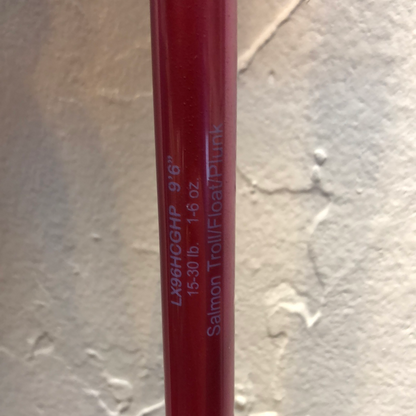 LX96HCGHP 9'6"
15-30 lb. 1-6 oz.
Salmon Troll/Float/Plunk